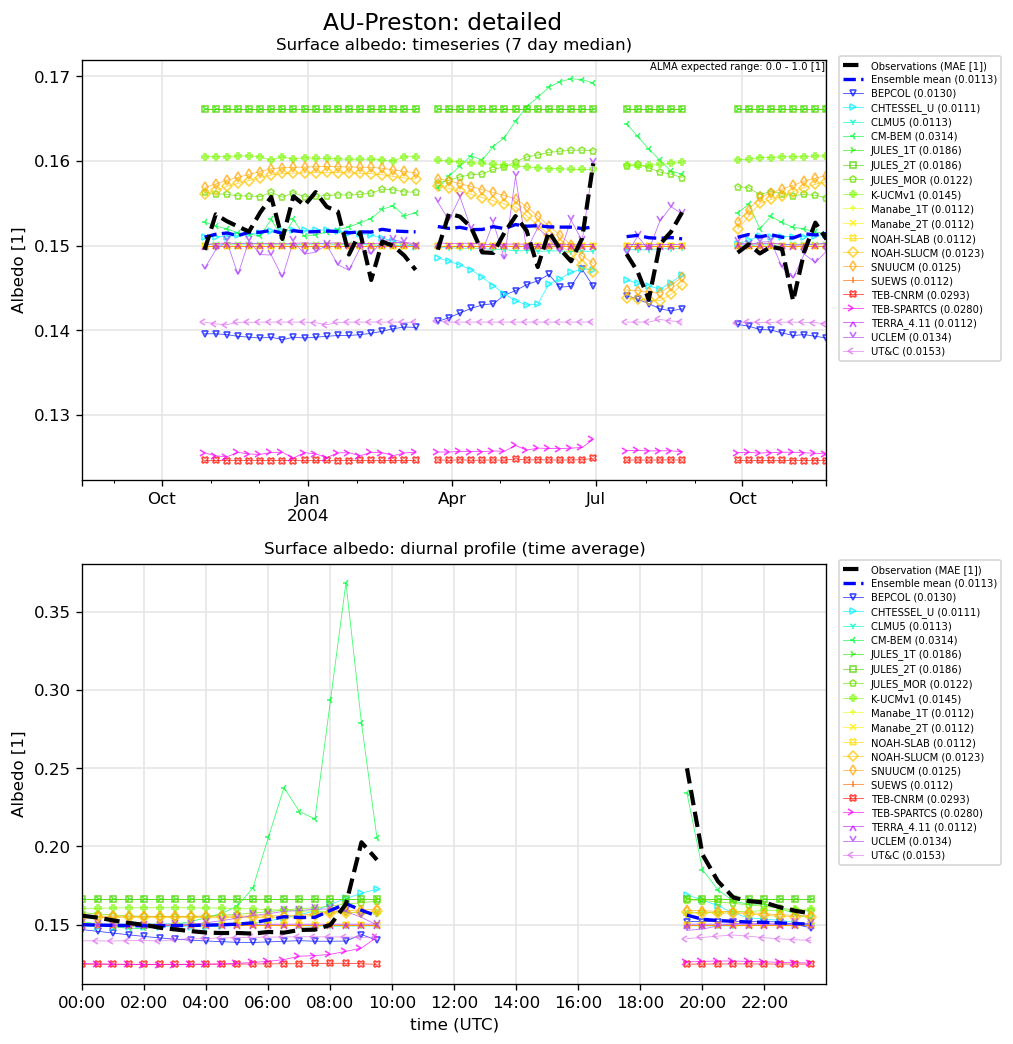 AU-Preston: detailed
Surface albedo: timeseries (7 day median)
ALMA expected range: 0.0 - 1.0 [1]
0.17
0.16
0.15
0.14
0.13
Albedo [1]
Oct
Jan
2004
Apr
Jul
Oct
Observations (MAE [1])
Ensemble mean (0.0113)
BEPCOL (0.0130)
CHTESSEL_U (0.0111)
CLMU5 (0.0113)
CM-BEM (0.0314)
JULES_1T (0.0186)
JULES_2T (0.0186)
JULES_MOR (0.0122)
K-UCMv1 (0.0145)
Manabe_1T (0.0112)
Manabe_2T (0.0112)
NOAH-SLAB (0.0112)
NOAH-SLUCM (0.0123)
SNUUCM (0.0125)
SUEWS (0.0112)
TEB-CNRM (0.0293)
TEB-SPARTCS (0.0280)
TERRA_4.11 (0.0112)
UCLEM (0.0134)
UT&C (0.0153)
Surface albedo: diurnal profile (time average)
0.35
0.30
0.25
0.20
0.15
Albedo [1]
00:00
02:00
04:00
06:00
08:00
10:00
12:00
14:00
16:00
18:00
20:00
22:00
time (UTC)
Observation (MAE [1])
Ensemble mean (0.0113)
BEPCOL (0.0130)
CHTESSEL_U (0.0111)
CLMU5 (0.0113)
CM-BEM (0.0314)
JULES_1T (0.0186)
JULES_2T (0.0186)
JULES_MOR (0.0122)
K-UCMv1 (0.0145)
Manabe_1T (0.0112)
Manabe_2T (0.0112)
NOAH-SLAB (0.0112)
NOAH-SLUCM (0.0123)
SNUUCM (0.0125)
SUEWS (0.0112)
TEB-CNRM (0.0293)
TEB-SPARTCS (0.0280)
TERRA_4.11 (0.0112)
UCLEM (0.0134)
UT&C (0.0153)